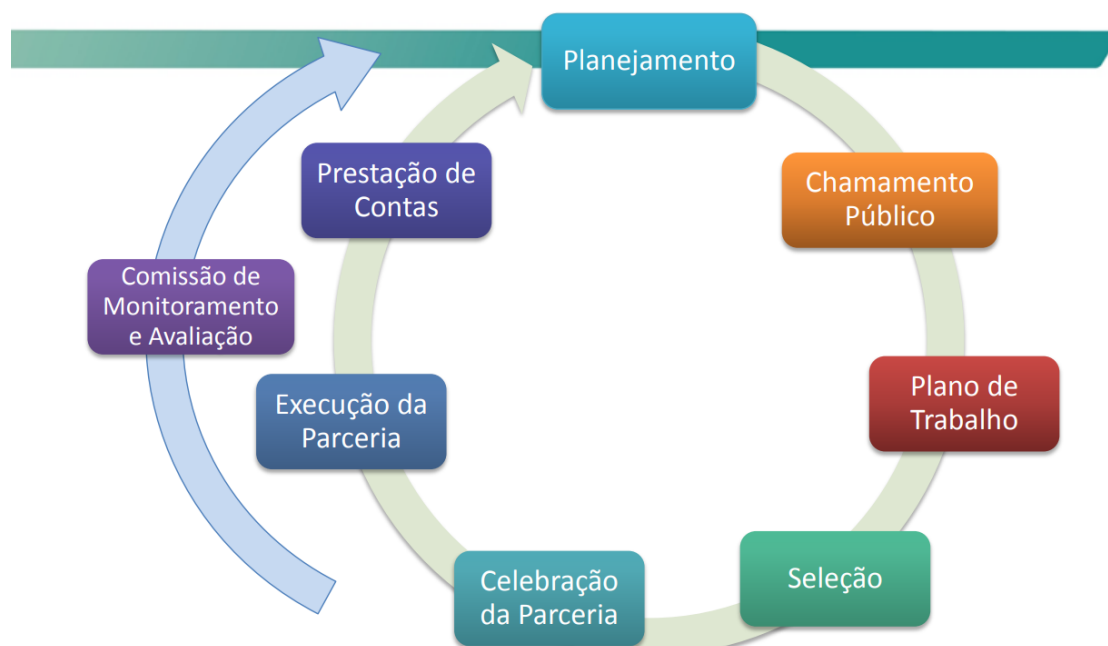 Planejamento
Chamamento
Público
Plano de
Trabalho
Seleção
Celebração
da Parceria
Execução da
Parceria
Comissão de
Monitoramento
e Avaliação
Prestação de
Contas